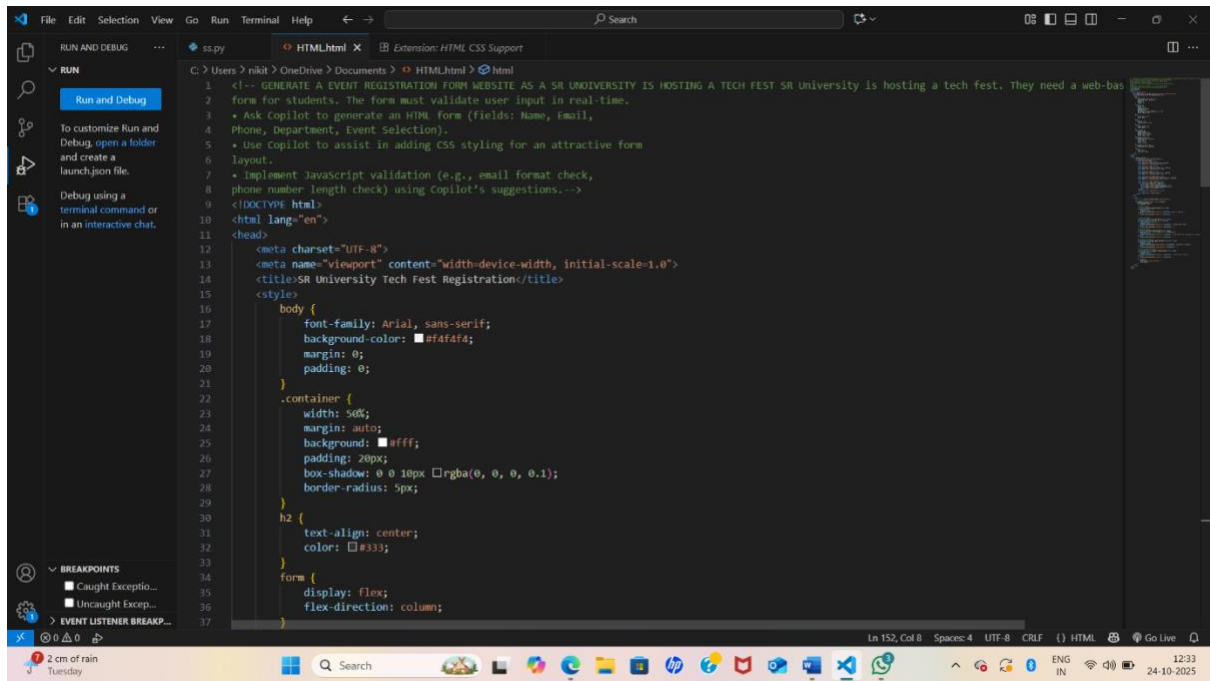 File Edit Selection View Go Run Terminal Help
Search
RUN AND DEBUG
ss.py
HTML.html
Extension: HTML CSS Support
RUN
Run and Debug
To customize Run and
Debug, open a folder
and create a
launch.json file.
Debug using a
terminal command or
in an interactive chat.
BREAKPOINTS
Caught Exceptio...
Uncaught Excep...
EVENT LISTENER BREAKP...
C: > Users > nikit > OneDrive > Documents > HTML.html > html
1 <!-- GENERATE A EVENT REGISTRATION FORM WEBSITE AS A SR UNOIVERSITY IS HOSTING A TECH FEST SR University is hosting a tech fest. They need a web-bas
2 form for students. The form must validate user input in real-time.
3 • Ask Copilot to generate an HTML form (fields: Name, Email,
4 Phone, Department, Event Selection).
5 • Use Copilot to assist in adding CSS styling for an attractive form
6 layout.
7 • Implement JavaScript validation (e.g., email format check,
8 phone number length check) using Copilot’s suggestions.-->
9 <!DOCTYPE html>
10 <html lang="en">
11 <head>
12 <meta charset="UTF-8">
13 <meta name="viewport" content="width=device-width, initial-scale=1.0">
14 <title>SR University Tech Fest Registration</title>
15 <style>
16 body {
17 font-family: Arial, sans-serif;
18 background-color: #f4f4f4;
19 margin: 0;
20 padding: 0;
21 }
22 .container {
23 width: 50%;
24 margin: auto;
25 background: #fff;
26 padding: 20px;
27 box-shadow: 0 0 10px rgba(0, 0, 0, 0.1);
28 border-radius: 5px;
29 }
30 h2 {
31 text-align: center;
32 color: #333;
33 }
34 form {
35 display: flex;
36 flex-direction: column;
37 }
0 0 Ln 152, Col 8 Spaces: 4 UTF-8 CRLF {} HTML Go Live
7 2 cm of rain
Tuesday
Search
3
ENG
IN
12:33
24-10-2025